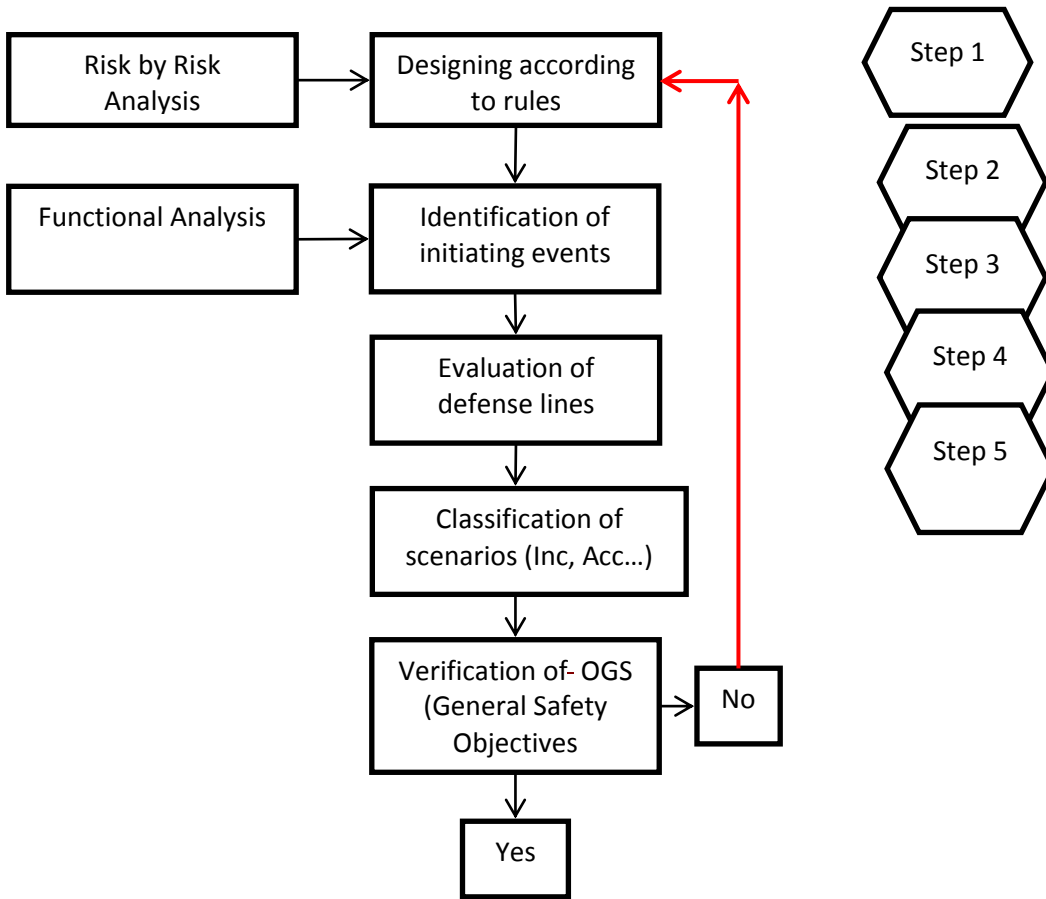 Risk by Risk
Analysis
Designing according
to rules
Step 1
Functional Analysis
Identification of
initiating events
Step 2
Evaluation of
defense lines
Step 3
Classification of
scenarios (Inc, Acc…)
Step 4
Verification of- OGS
(General Safety
Objectives
No
Step 5
Yes